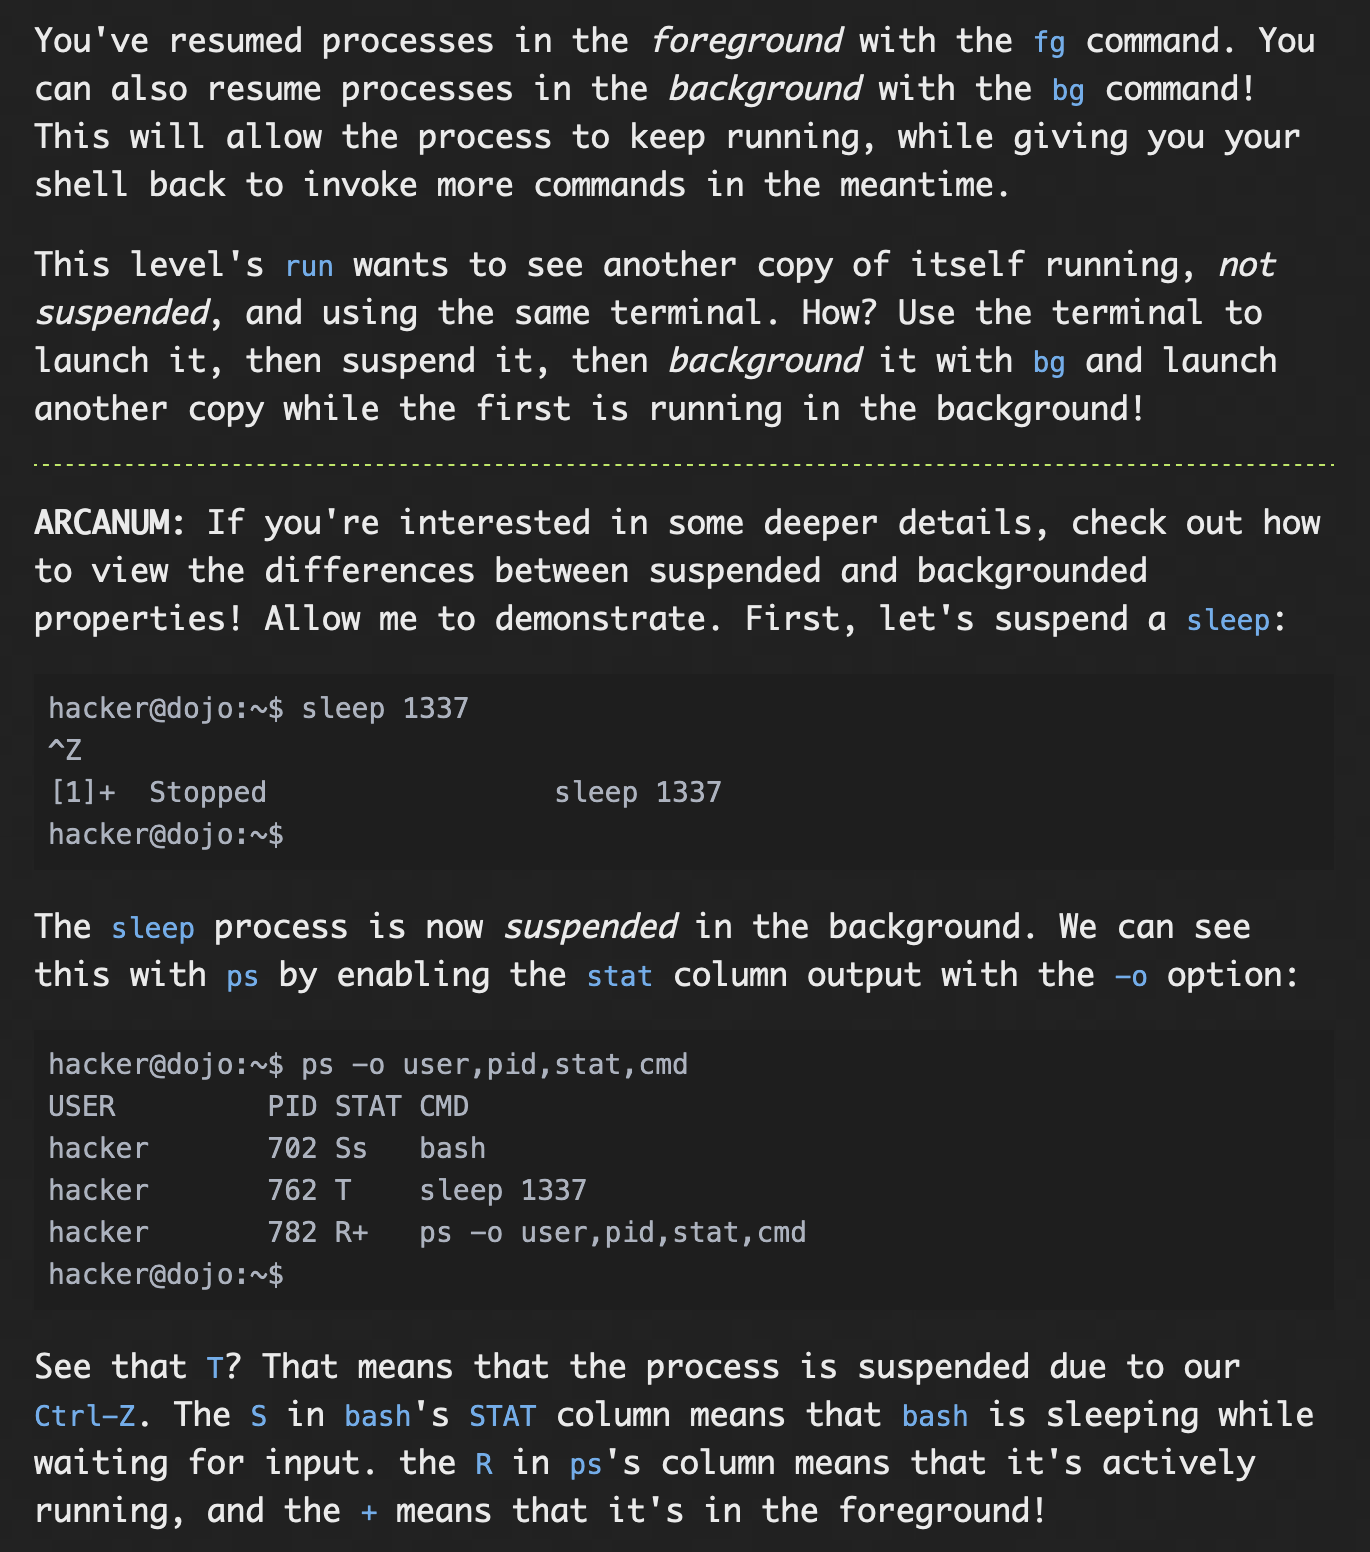 You've resumed processes in the foreground with the fg command. You
can also resume processes in the background with the bg command!
This will allow the process to keep running, while giving you your
shell back to invoke more commands in the meantime.
This level's run wants to see another copy of itself running, not
suspended, and using the same terminal. How? Use the terminal to
launch it, then suspend it, then background it with bg and launch
another copy while the first is running in the background!
ARCANUM: If you're interested in some deeper details, check out how
to view the differences between suspended and backgrounded
properties! Allow me to demonstrate. First, let's suspend a sleep:
hacker@dojo:~$ sleep 1337
^Z
[1]+  Stopped                 sleep 1337
hacker@dojo:~$
The sleep process is now suspended in the background. We can see
this with ps by enabling the stat column output with the -o option:
hacker@dojo:~$ ps -o user,pid,stat,cmd
USER         PID STAT CMD
hacker       702 Ss   bash
hacker       762 T    sleep 1337
hacker       782 R+   ps -o user,pid,stat,cmd
hacker@dojo:~$
See that T? That means that the process is suspended due to our
Ctrl-Z. The S in bash's STAT column means that bash is sleeping while
waiting for input. the R in ps's column means that it's actively
running, and the + means that it's in the foreground!